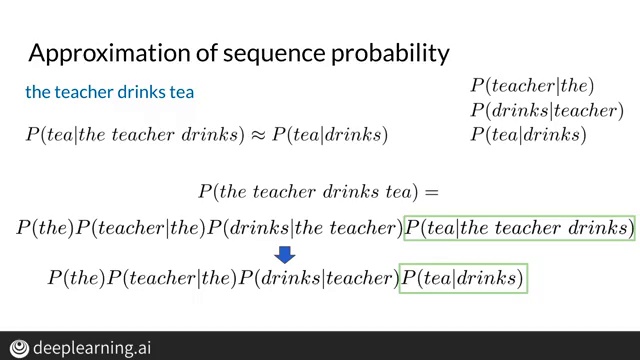 Approximation of sequence probability
the teacher drinks tea
P(teacher|the)
P(drinks|teacher)
P(tea|the teacher drinks) ≈ P(tea|drinks)
P(tea|drinks)
P(the teacher drinks tea) =
P(the)P(teacher|the)P(drinks|the teacher)P(tea|the teacher drinks)
P(the)P(teacher|the)P(drinks|teacher)P(tea|drinks)
deeplearning.ai